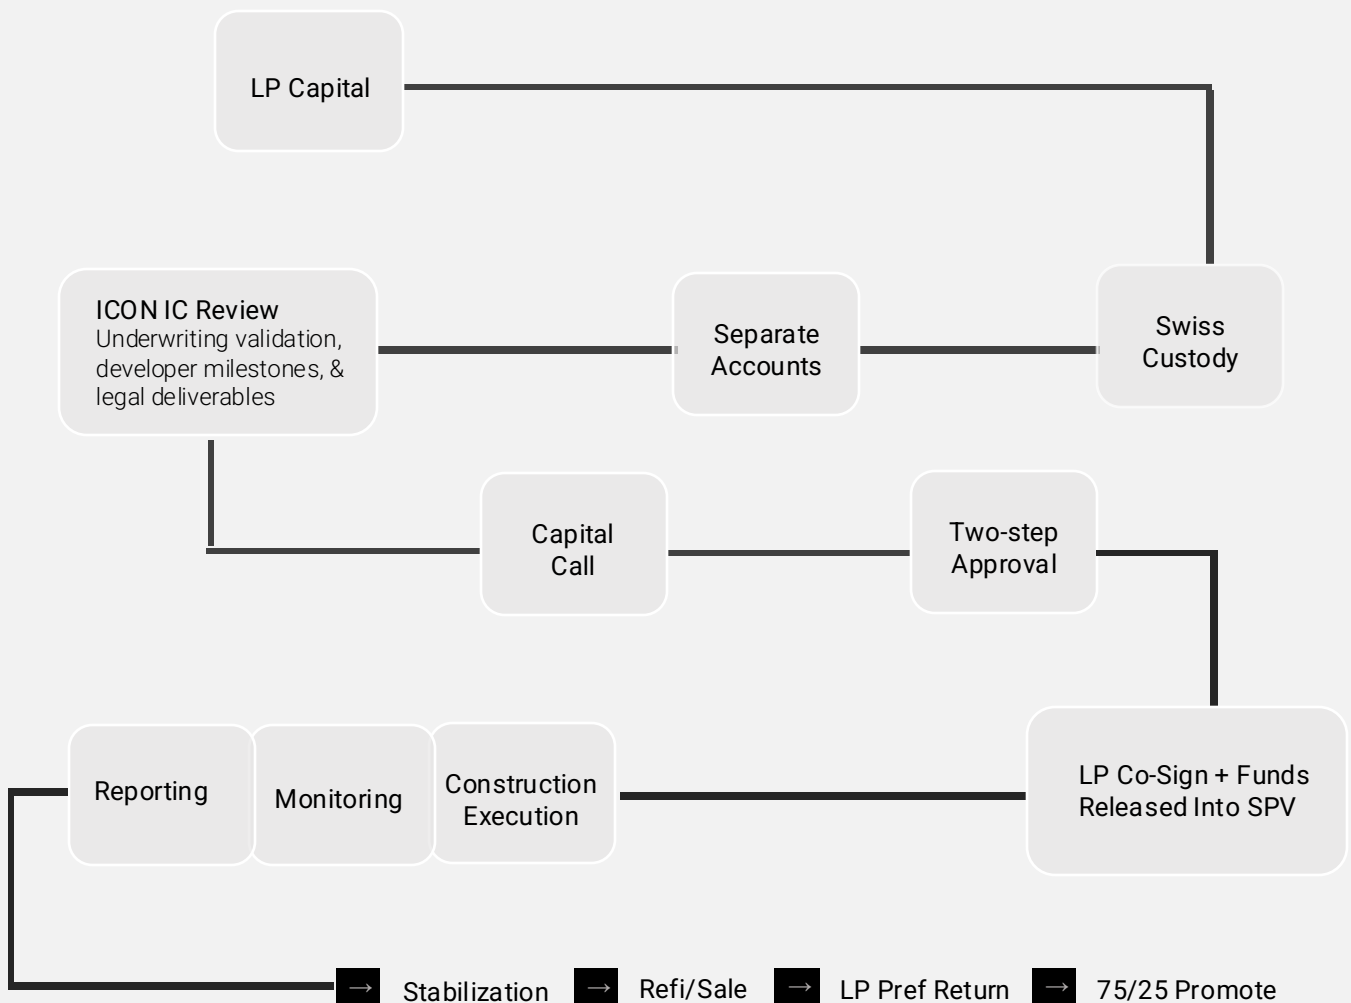 LP Capital
ICON IC Review
Underwriting validation,
developer milestones, &
legal deliverables
Separate
Accounts
Swiss
Custody
Capital
Call
Two-step
Approval
Reporting
Monitoring
Construction
Execution
LP Co-Sign + Funds
Released Into SPV
→ Stabilization → Refi/Sale → LP Pref Return → 75/25 Promote